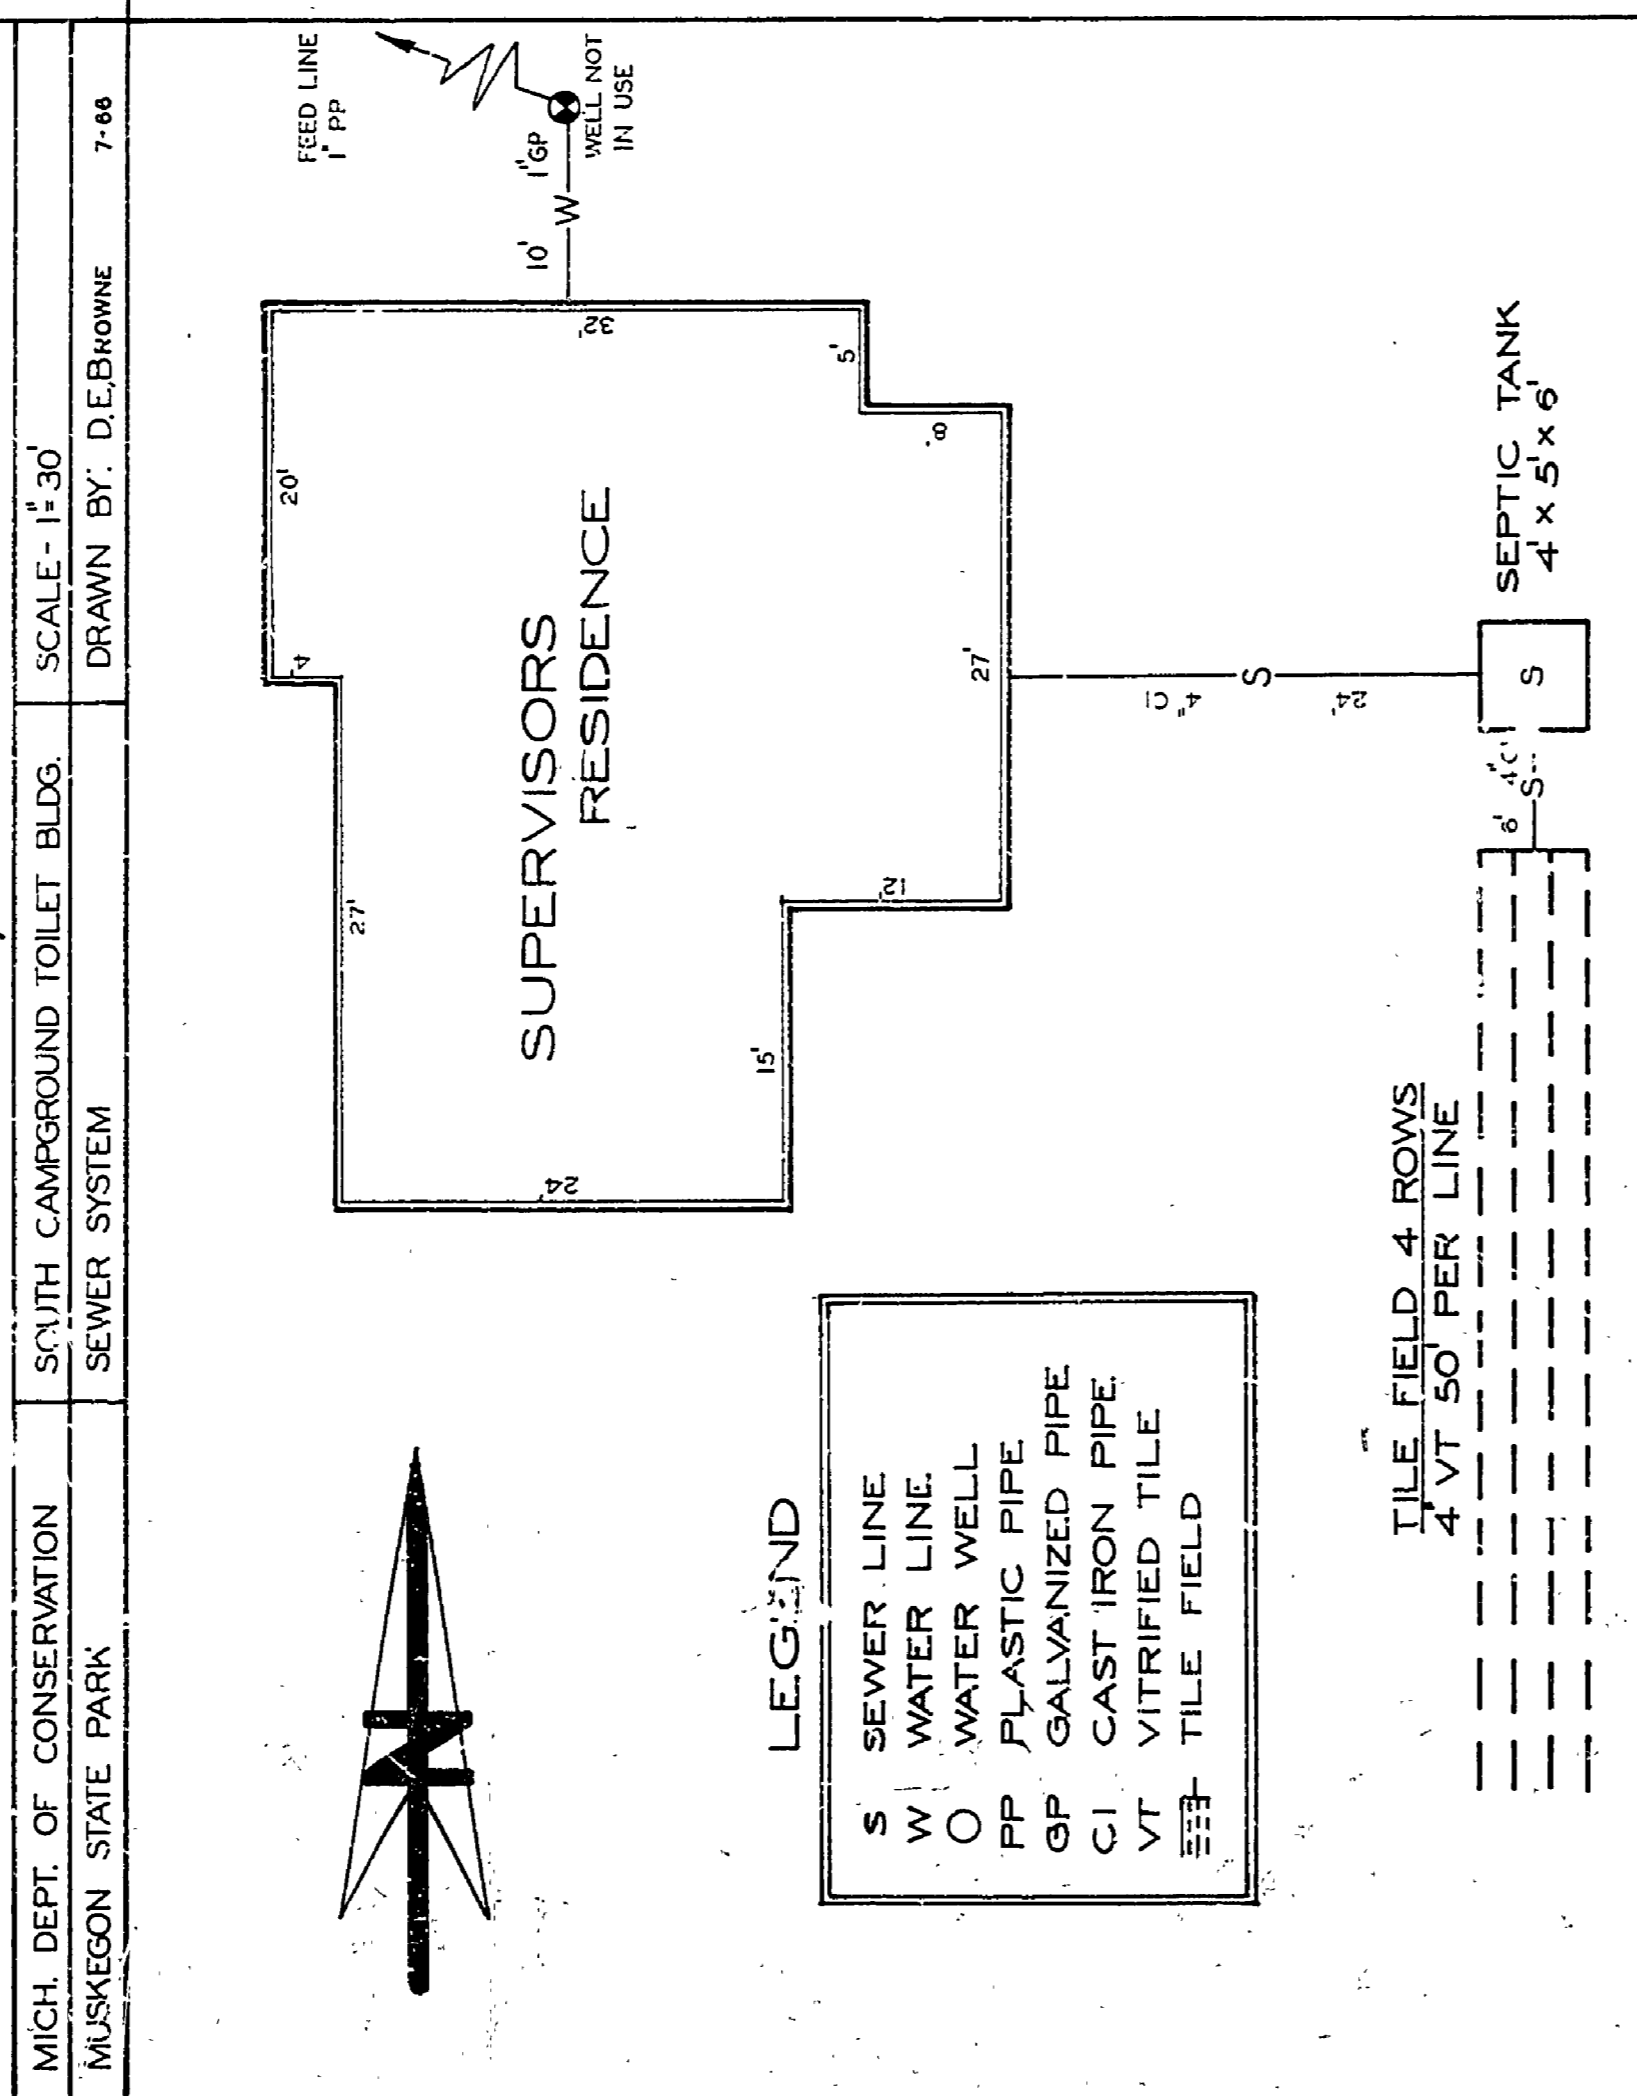 MICH. DEPT. OF CONSERVATION
MUSKEGON STATE PARK
SOUTH CAMPGROUND TOILET BLDG.
SEWER SYSTEM
SCALE - 1"= 30'
DRAWN BY: D.E.BROWNE 7-66
FEED LINE
1" PP
10' W 1"GP
WELL NOT
IN USE
20'
4'
27'
32'
5'
8'
SUPERVISORS
RESIDENCE
27'
12'
15'
24'
4" CI
S
24'
SEPTIC TANK
4' x 5' x 6'
S
6'
S
TILE FIELD 4 ROWS
4" VT 50' PER LINE
LEGEND
S SEWER LINE
W WATER LINE
O WATER WELL
PP PLASTIC PIPE
GP GALVANIZED PIPE
CI CAST IRON PIPE
VT VITRIFIED TILE
TILE FIELD
N